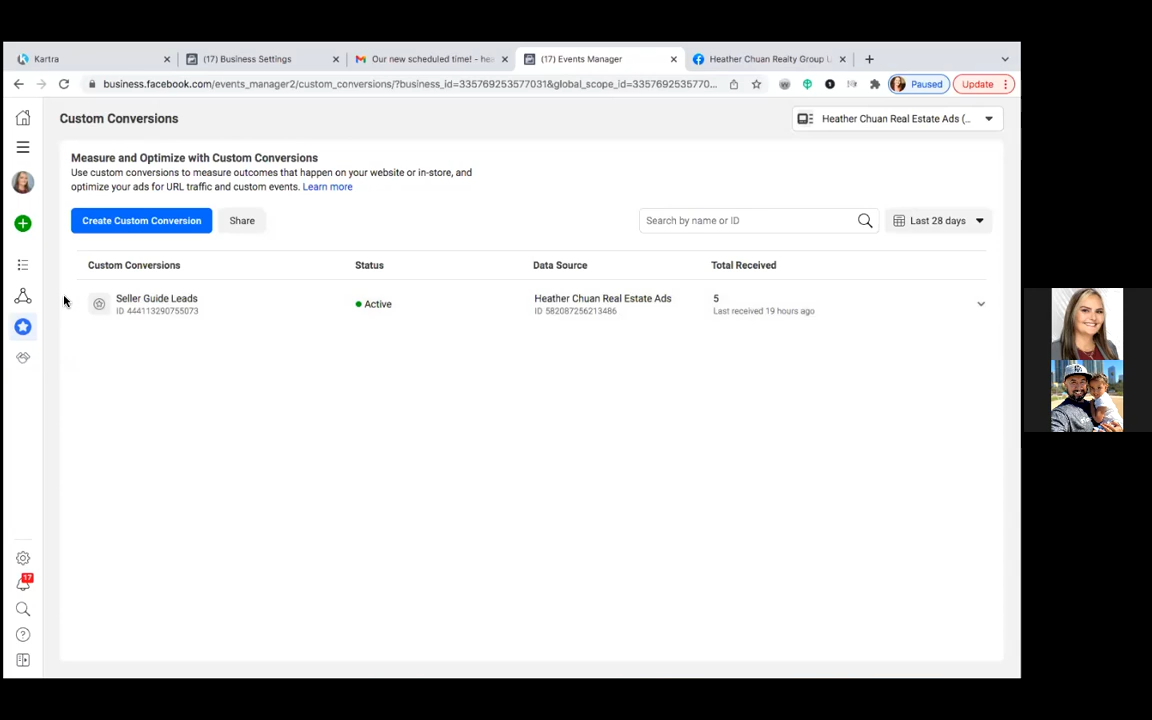 Kartra
(17) Business Settings
Our new scheduled time! - hea
(17) Events Manager
Heather Chuan Realty Group L
business.facebook.com/events_manager2/custom_conversions/?business_id=335769253577031&global_scope_id=3357692535770...
Paused
Update
Custom Conversions
Heather Chuan Real Estate Ads (...
Measure and Optimize with Custom Conversions
Use custom conversions to measure outcomes that happen on your website or in-store, and
optimize your ads for URL traffic and custom events. Learn more
Create Custom Conversion
Share
Search by name or ID
Last 28 days
Custom Conversions
Status
Data Source
Total Received
Seller Guide Leads
ID 444113290755073
Active
Heather Chuan Real Estate Ads
ID 582087256213486
5
Last received 19 hours ago
17